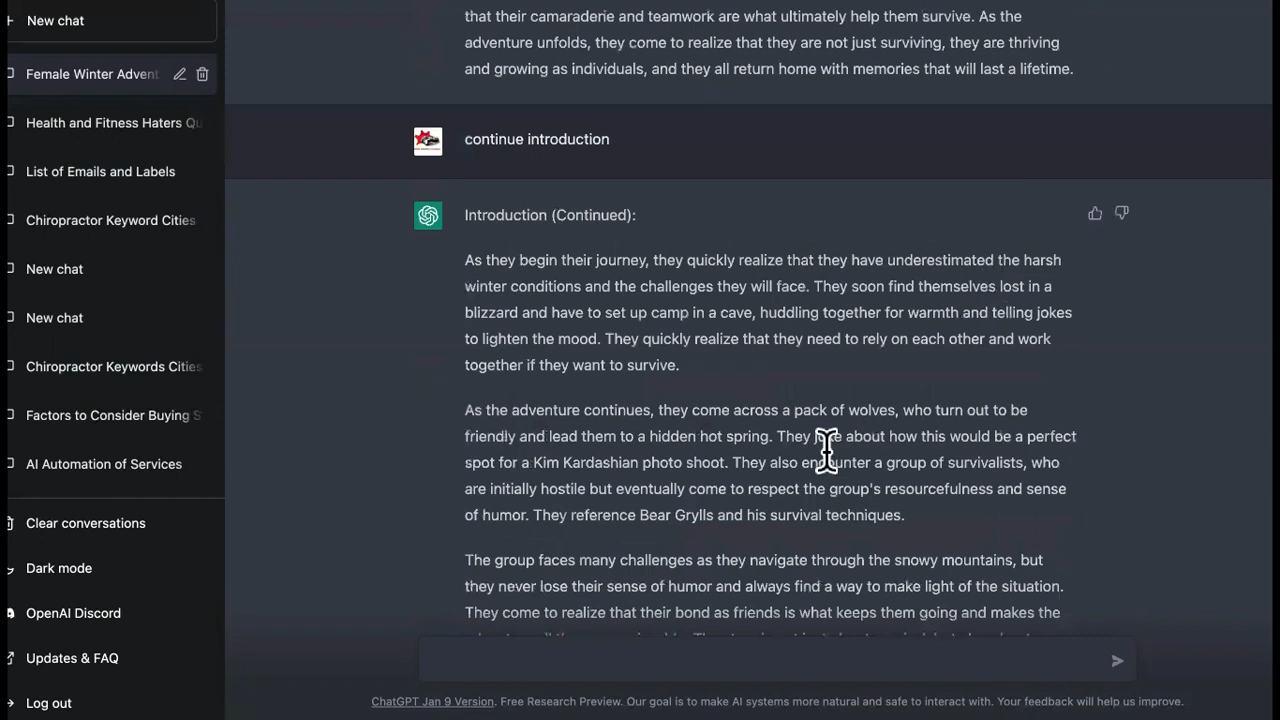 New chat
Female Winter Advent
Health and Fitness Haters Qu
List of Emails and Labels
Chiropractor Keyword Cities
New chat
New chat
Chiropractor Keywords Cities
Factors to Consider Buying S
AI Automation of Services
Clear conversations
Dark mode
OpenAI Discord
Updates & FAQ
Log out
that their camaraderie and teamwork are what ultimately help them survive. As the
adventure unfolds, they come to realize that they are not just surviving, they are thriving
and growing as individuals, and they all return home with memories that will last a lifetime.
continue introduction
Introduction (Continued):
As they begin their journey, they quickly realize that they have underestimated the harsh
winter conditions and the challenges they will face. They soon find themselves lost in a
blizzard and have to set up camp in a cave, huddling together for warmth and telling jokes
to lighten the mood. They quickly realize that they need to rely on each other and work
together if they want to survive.
As the adventure continues, they come across a pack of wolves, who turn out to be
friendly and lead them to a hidden hot spring. They joke about how this would be a perfect
spot for a Kim Kardashian photo shoot. They also encounter a group of survivalists, who
are initially hostile but eventually come to respect the group's resourcefulness and sense
of humor. They reference Bear Grylls and his survival techniques.
The group faces many challenges as they navigate through the snowy mountains, but
they never lose their sense of humor and always find a way to make light of the situation.
They come to realize that their bond as friends is what keeps them going and makes the
ChatGPT Jan 9 Version. Free Research Preview. Our goal is to make AI systems more natural and safe to interact with. Your feedback will help us improve.